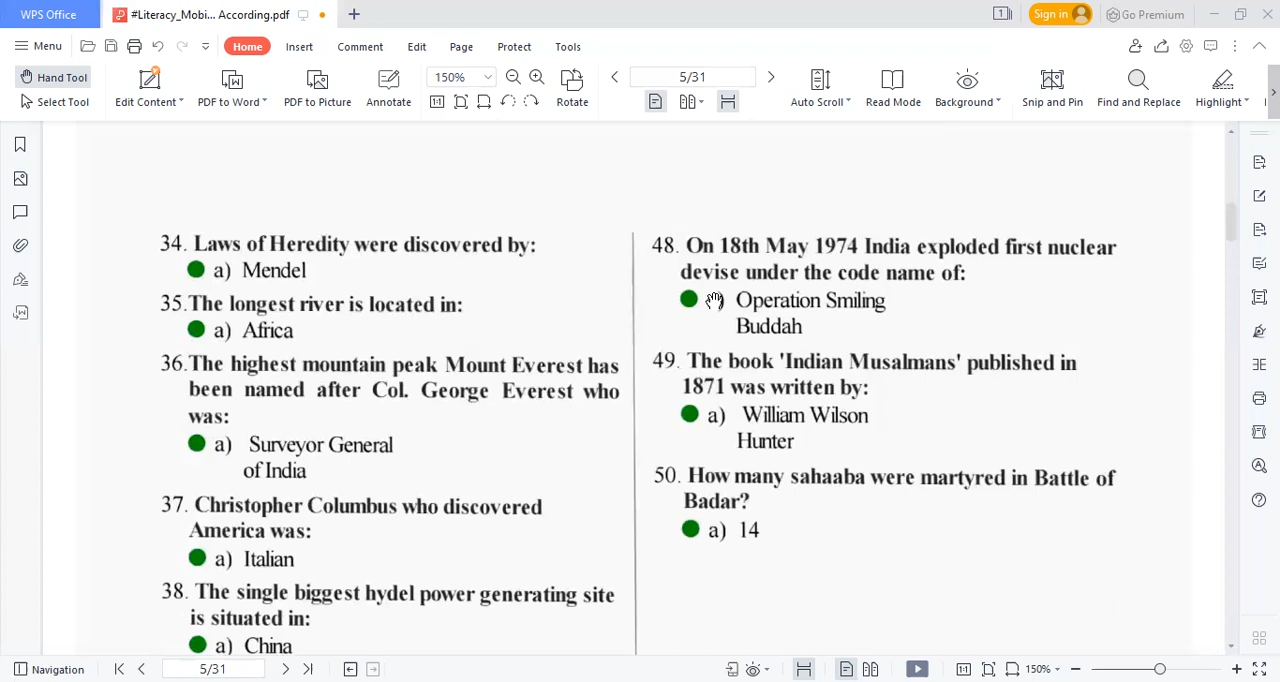 WPS Office
#Literacy_Mobi... According.pdf
Sign in
Go Premium
Menu
Home
Insert
Comment
Edit
Page
Protect
Tools
Hand Tool
Select Tool
Edit Content
PDF to Word
PDF to Picture
Annotate
150%
Rotate
5/31
Auto Scroll
Read Mode
Background
Snip and Pin
Find and Replace
Highlight
34. Laws of Heredity were discovered by:
a) Mendel
35.The longest river is located in:
a) Africa
36.The highest mountain peak Mount Everest has
been named after Col. George Everest who
was:
a) Surveyor General
of India
37. Christopher Columbus who discovered
America was:
a) Italian
38. The single biggest hydel power generating site
is situated in:
a) China
48. On 18th May 1974 India exploded first nuclear
devise under the code name of:
Operation Smiling
Buddah
49. The book 'Indian Musalmans' published in
1871 was written by:
a) William Wilson
Hunter
50. How many sahaaba were martyred in Battle of
Badar?
a) 14
Navigation
5/31
150%